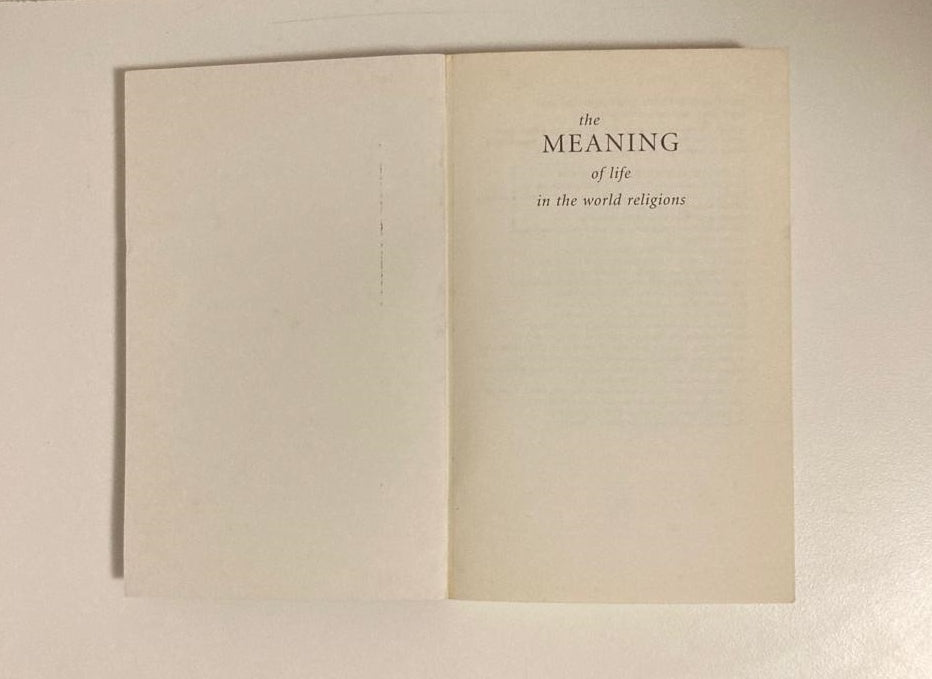 the
MEANING
of life
in the world religions